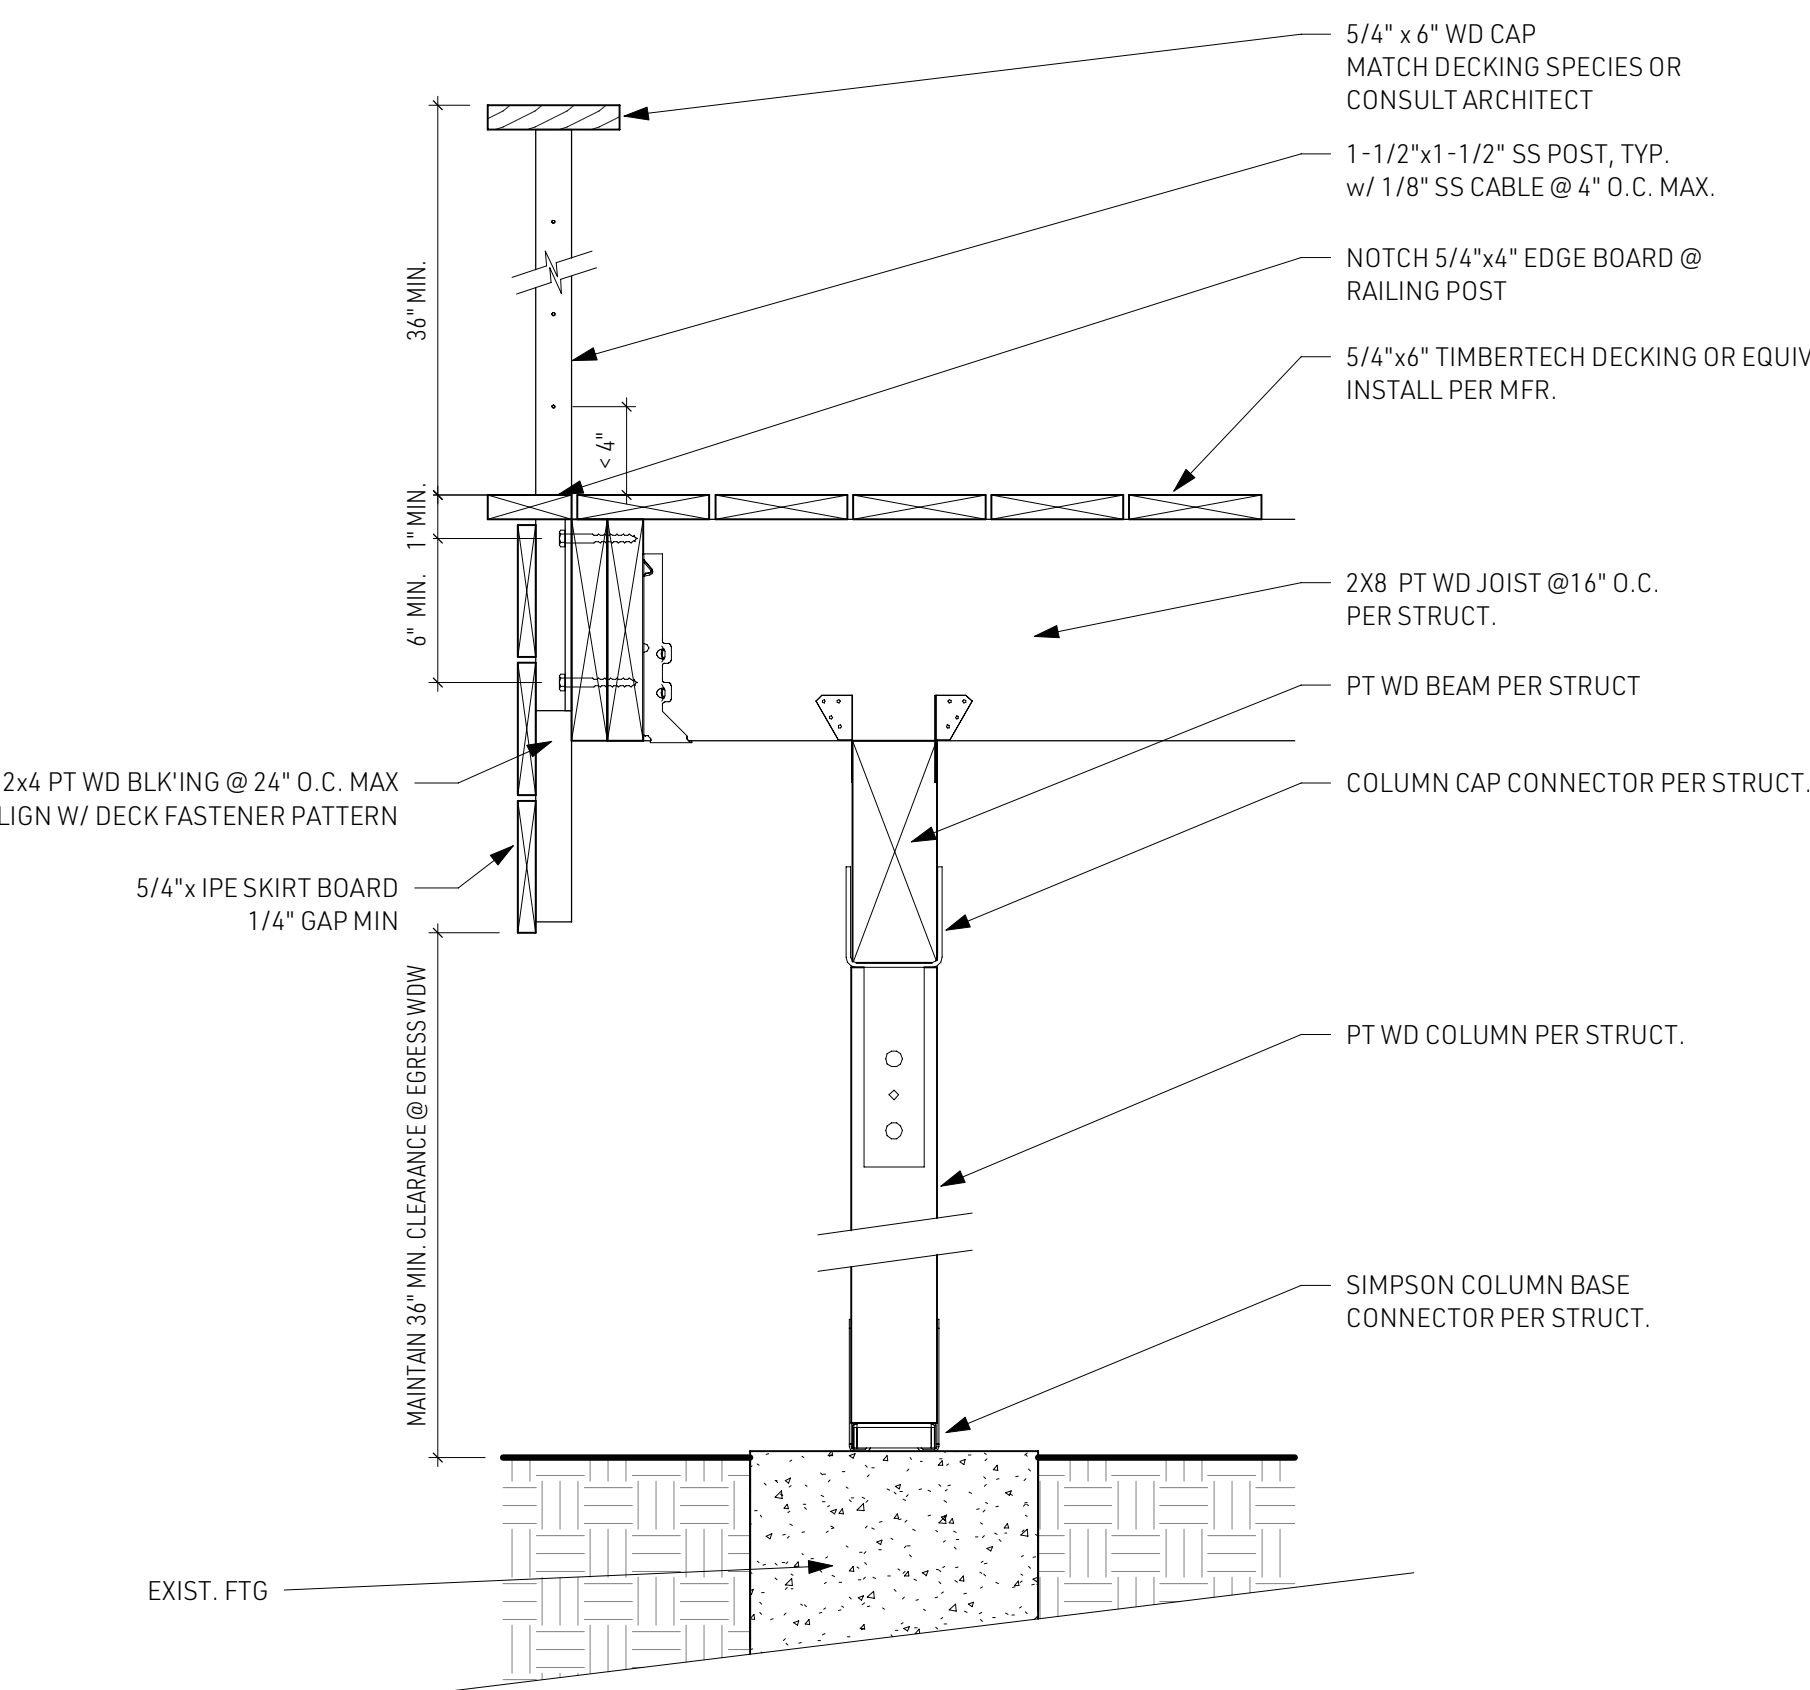 5/4" x 6" WD CAP
MATCH DECKING SPECIES OR
CONSULT ARCHITECT
1-1/2"x1-1/2" SS POST, TYP.
w/ 1/8" SS CABLE @ 4" O.C. MAX.
NOTCH 5/4"x4" EDGE BOARD @
RAILING POST
5/4"x6" TIMBERTECH DECKING OR EQUIV
INSTALL PER MFR.
36" MIN.
< 4"
1" MIN.
6" MIN.
2X8 PT WD JOIST @16" O.C.
PER STRUCT.
PT WD BEAM PER STRUCT
2x4 PT WD BLK'ING @ 24" O.C. MAX
LIGN W/ DECK FASTENER PATTERN
COLUMN CAP CONNECTOR PER STRUCT.
5/4"x IPE SKIRT BOARD
1/4" GAP MIN
MAINTAIN 36" MIN. CLEARANCE @ EGRESS WDW
PT WD COLUMN PER STRUCT.
SIMPSON COLUMN BASE
CONNECTOR PER STRUCT.
EXIST. FTG